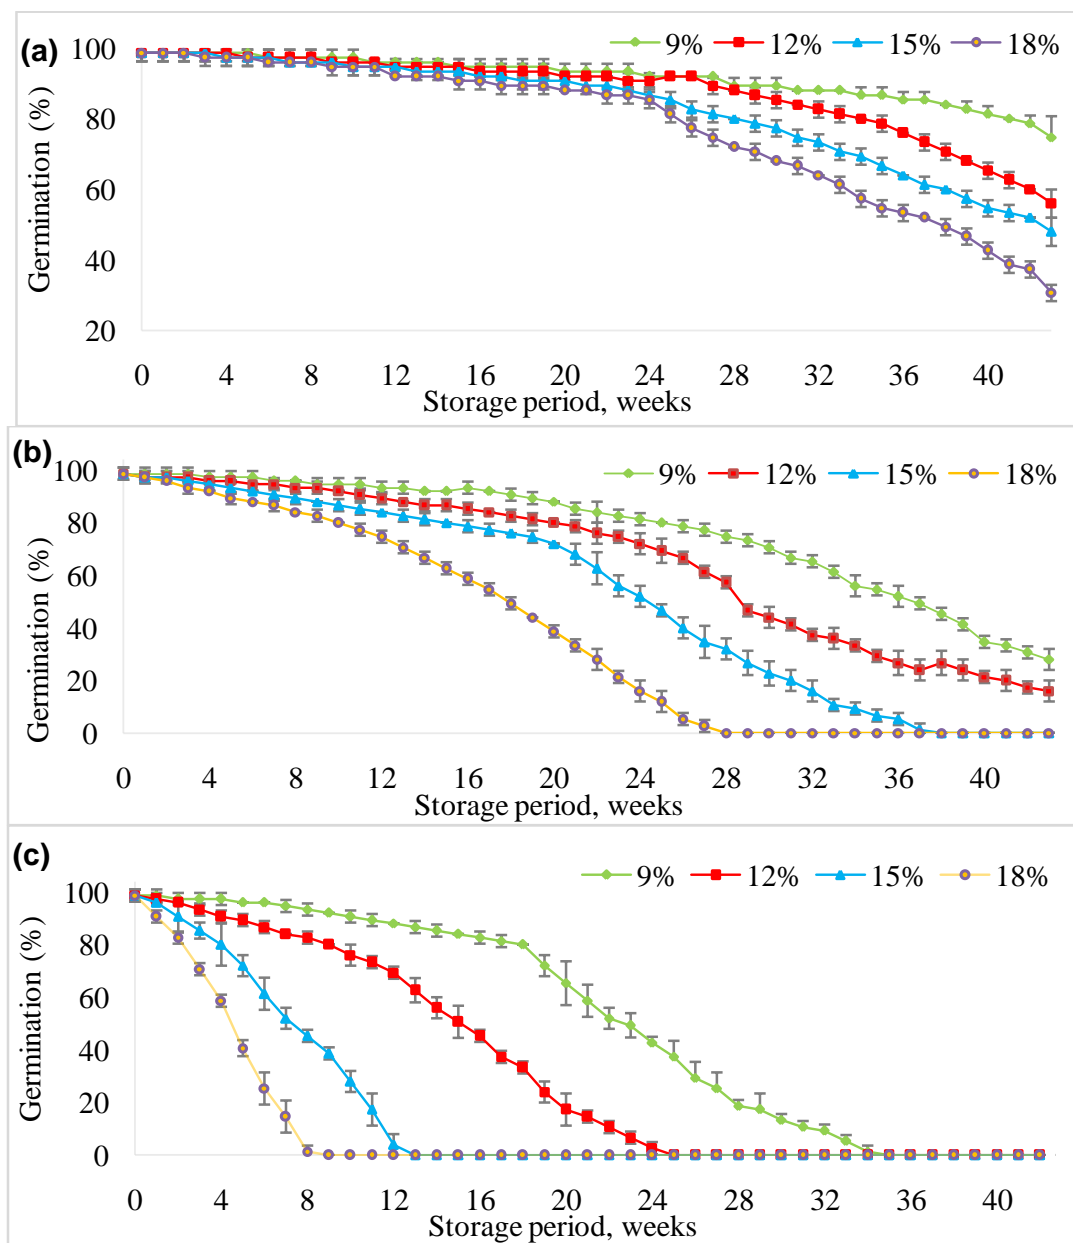 (a)
9% 12% 15% 18%
100
80
60
40
20
Germination (%)
0 4 8 12 16 20 24 28 32 36 40
Storage period, weeks
(b)
9% 12% 15% 18%
100
80
60
40
20
0
Germination (%)
0 4 8 12 16 20 24 28 32 36 40
Storage period, weeks
(c)
9% 12% 15% 18%
100
80
60
40
20
0
Germination (%)
0 4 8 12 16 20 24 28 32 36 40
Storage period, weeks